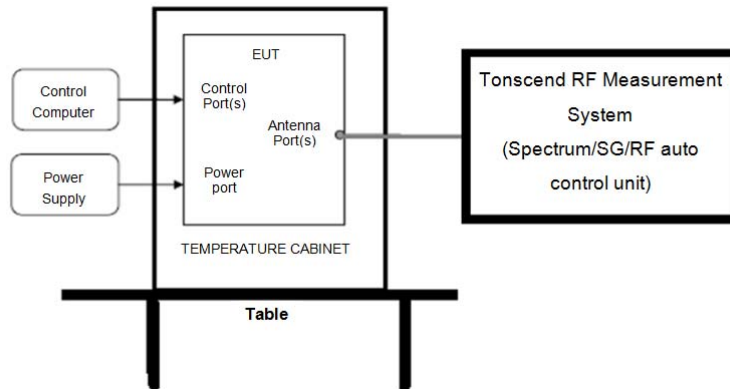 EUT
Control
Computer
Control
Port(s)
Antenna
Port(s)
Power
Supply
Power
port
TEMPERATURE CABINET
Table
Tonscend RF Measurement
System
(Spectrum/SG/RF auto
control unit)